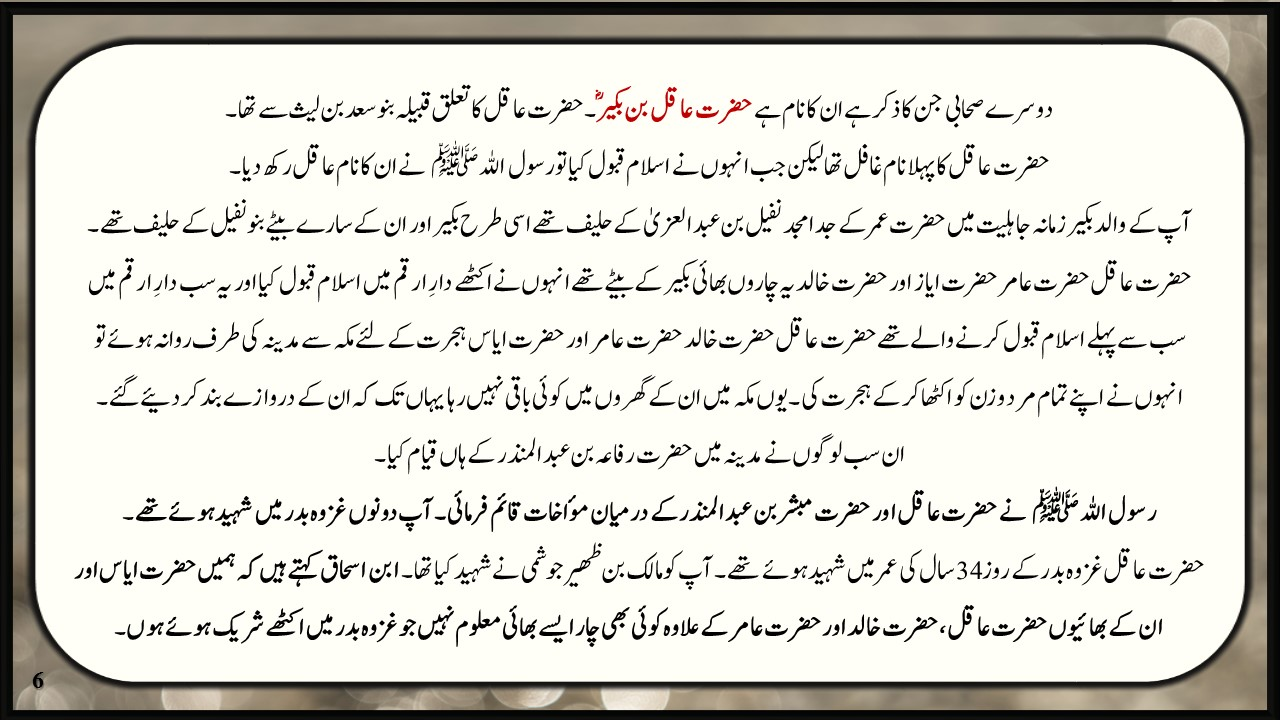 دوسرے صحابی جن کا ذکر ہے ان کا نام ہے حضرت عاقل بن بکیرؓ۔ حضرت عاقل کا تعلق قبیلہ بنو سعد بن لیث سے تھا۔
حضرت عاقل کا پہلا نام غافل تھا لیکن جب انہوں نے اسلام قبول کیا تو رسول اللہ ﷺ نے ان کا نام عاقل رکھ دیا۔
آپ کے والد بکیر زمانہ جاہلیت میں حضرت عمر کے جد امجد نفیل بن عبد العزیٰ کے حلیف تھے اسی طرح بکیر اور ان کے سارے بیٹے بنو نفیل کے حلیف تھے۔
حضرت عاقل حضرت عامر حضرت ایاز اور حضرت خالد یہ چاروں بھائی بکیر کے بیٹے تھے انہوں نے اکٹھے دارِ ارقم میں اسلام قبول کیا اور یہ سب دارِ ارقم میں
سب سے پہلے اسلام قبول کرنے والے تھے حضرت عاقل حضرت خالد حضرت عامر اور حضرت ایاس ہجرت کے لئے مکہ سے مدینہ کی طرف روانہ ہوئے تو
انہوں نے اپنے تمام مرد و زن کو اکٹھا کر کے ہجرت کی۔ یوں مکہ میں ان کے گھروں میں کوئی باقی نہیں رہا یہاں تک کہ ان کے دروازے بند کر دیئے گئے۔
ان سب لوگوں نے مدینہ میں حضرت رفاعہ بن عبد المنذر کے ہاں قیام کیا۔
رسول اللہ ﷺ نے حضرت عاقل اور حضرت مبشر بن عبد المنذر کے درمیان مؤاخات قائم فرمائی۔ آپ دونوں غزوہ بدر میں شہید ہوئے تھے۔
حضرت عاقل غزوہ بدر کے روز 34 سال کی عمر میں شہید ہوئے تھے۔ آپ کو مالک بن ظھیر جوشمی نے شہید کیا تھا۔ ابن اسحاق کہتے ہیں کہ ہمیں حضرت ایاس اور
ان کے بھائیوں حضرت عاقل، حضرت خالد اور حضرت عامر کے علاوہ کوئی بھی چار ایسے بھائی معلوم نہیں جو غزوہ بدر میں اکٹھے شریک ہوئے ہوں۔
6